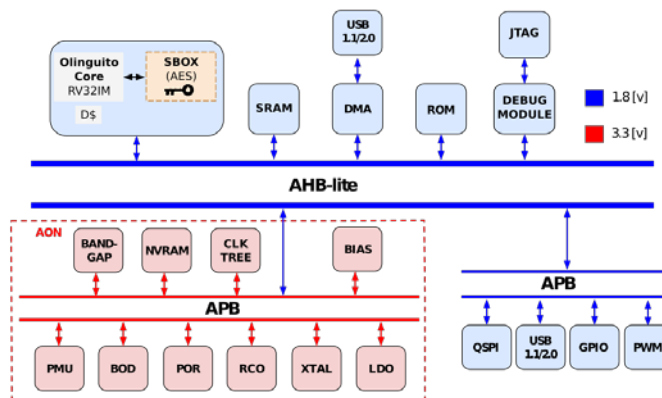 Olinguito
Core
RV32IM
D$
SBOX
(AES)
USB
1.1/2.0
JTAG
SRAM
DMA
ROM
DEBUG
MODULE
1.8 [v]
3.3 [v]
AHB-lite
AON
BAND-
GAP
NVRAM
CLK
TREE
BIAS
APB
PMU
BOD
POR
RCO
XTAL
LDO
APB
QSPI
USB
1.1/2.0
GPIO
PWM